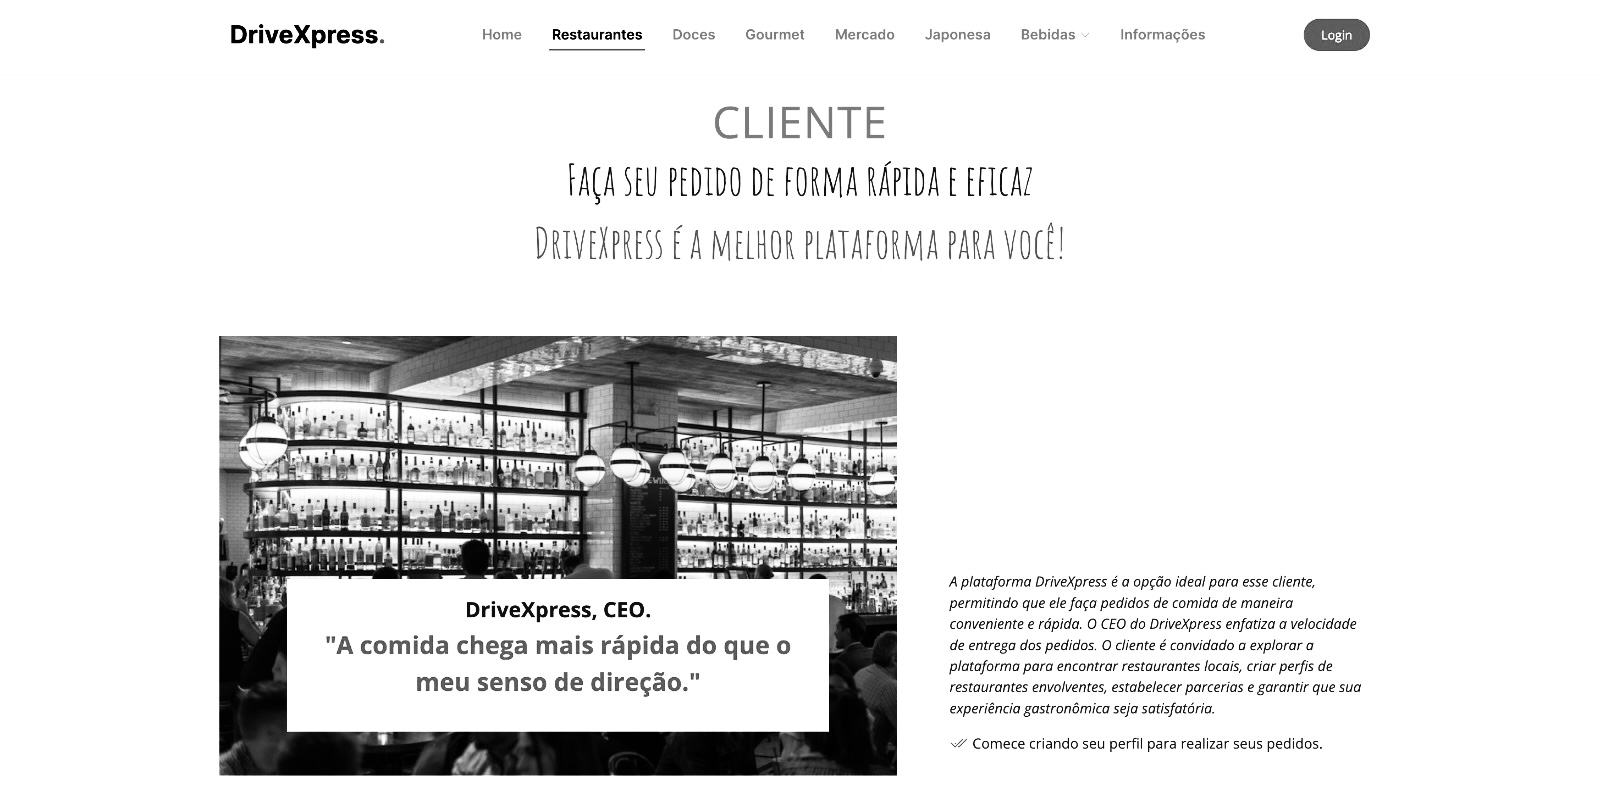 DriveXpress.
Home
Restaurantes
Doces
Gourmet
Mercado
Japonesa
Bebidas
Informações
Login
CLIENTE
Faça seu pedido de forma rápida e eficaz
DriveXpress é a melhor plataforma para você!
DriveXpress, CEO.
"A comida chega mais rápida do que o
meu senso de direção."
A plataforma DriveXpress é a opção ideal para esse cliente,
permitindo que ele faça pedidos de comida de maneira
conveniente e rápida. O CEO do DriveXpress enfatiza a velocidade
de entrega dos pedidos. O cliente é convidado a explorar a
plataforma para encontrar restaurantes locais, criar perfis de
restaurantes envolventes, estabelecer parcerias e garantir que sua
experiência gastronômica seja satisfatória.
Comece criando seu perfil para realizar seus pedidos.